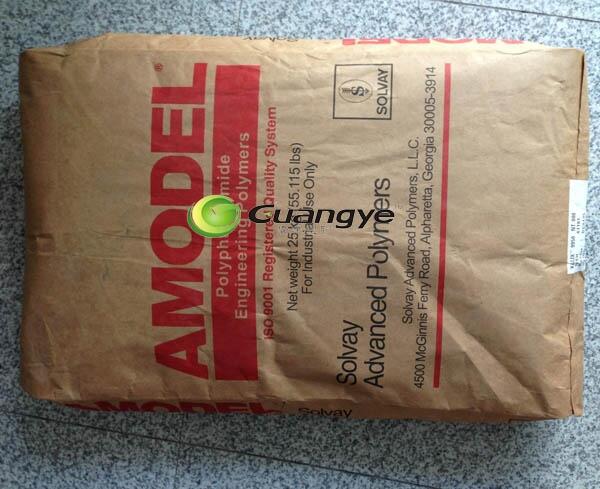 AMODEL®
Engineering Polymers
ISO 9001 Registered Quality System
Net weight 25 kg (55.115 lbs)
For Industrial Use Only
SOLVAY
Solvay
Advanced Polymers
Solvay Advanced Polymers, L.L.C.
4500 McGinnis Ferry Road, Alpharetta, Georgia 30005-3914
Guangye
AMODEL
Solvay